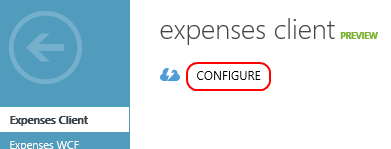 expenses client PREVIEW
CONFIGURE
Expenses Client
Expenses WCF